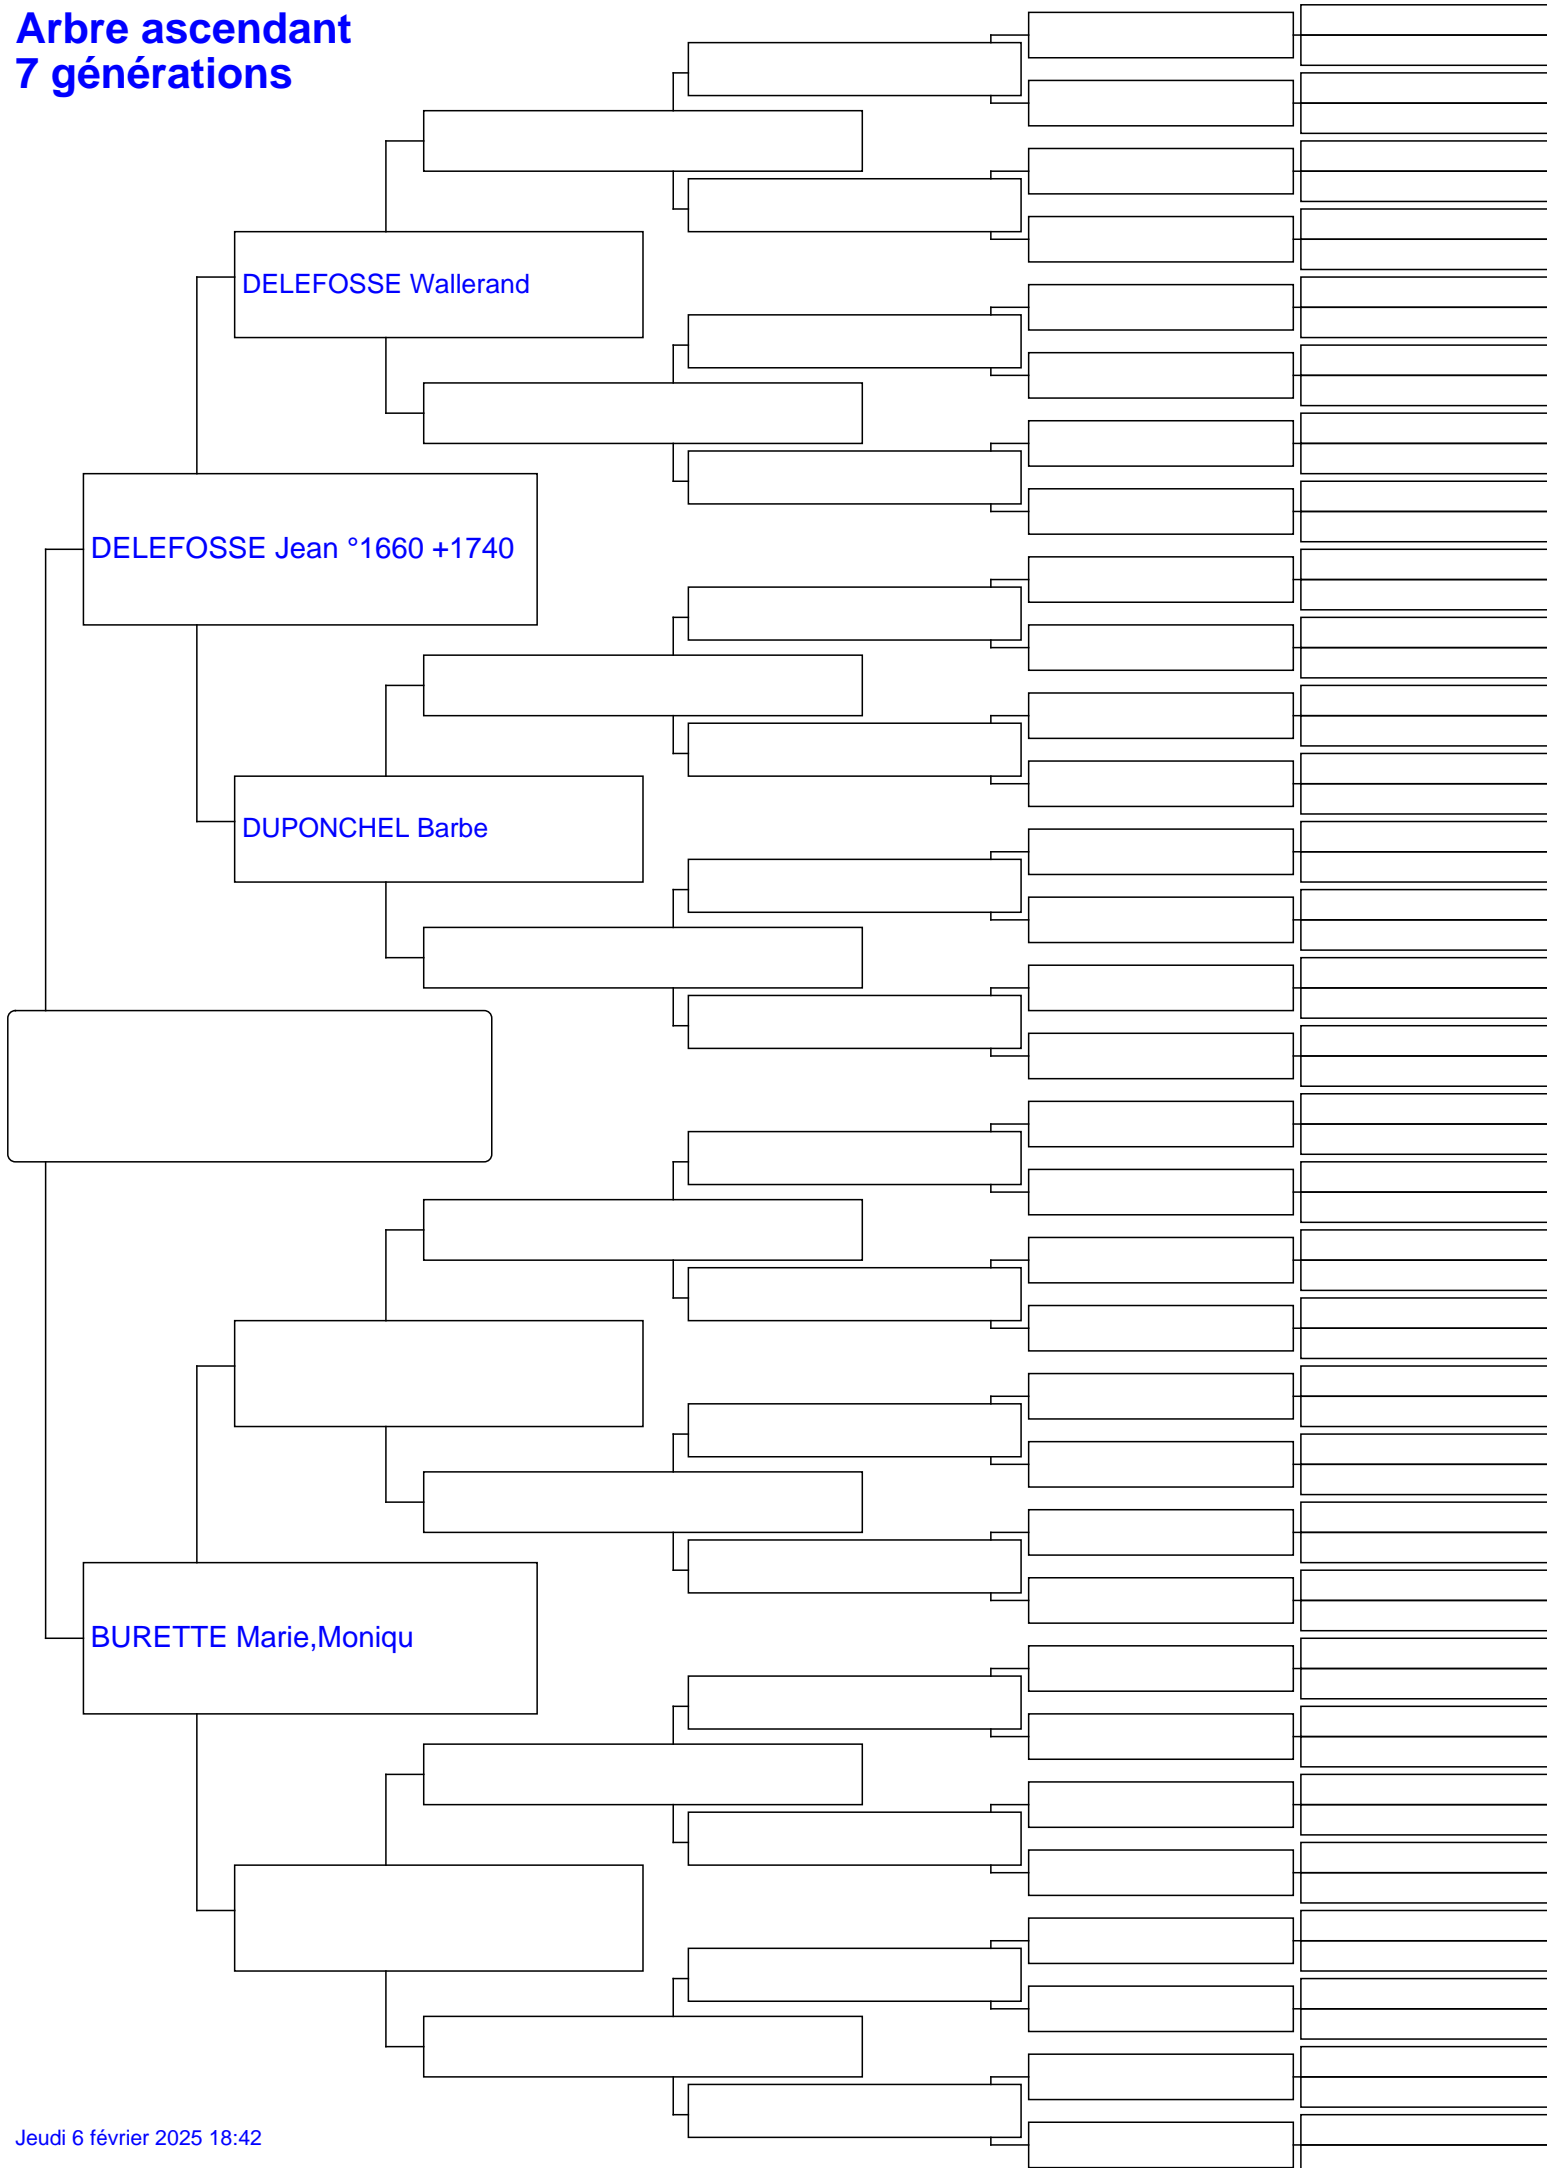 Arbre ascendant
7 générations
DELEFOSSE Wallerand
DELEFOSSE Jean °1660 +1740
DUPONCHEL Barbe
BURETTE Marie,Moniqu
Jeudi 6 février 2025 18:42